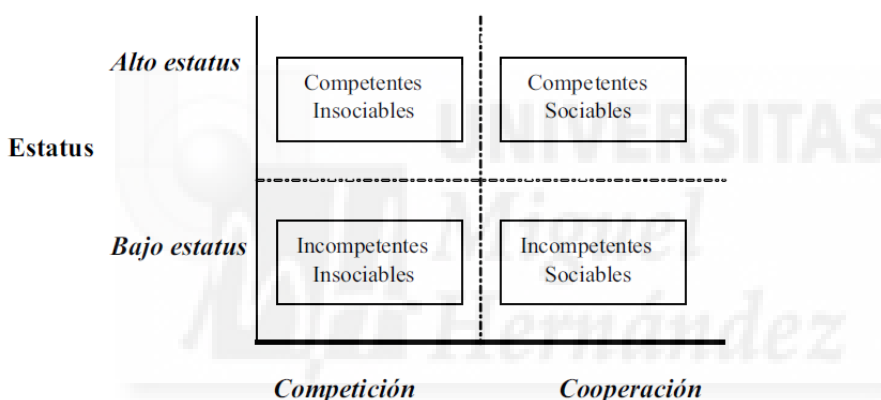 Alto estatus
Competentes
Insociables
Competentes
Sociables
Estatus
Bajo estatus
Incompetentes
Insociables
Incompetentes
Sociables
Competición
Cooperación
UNIVERSITAS
Miguel
Hernández